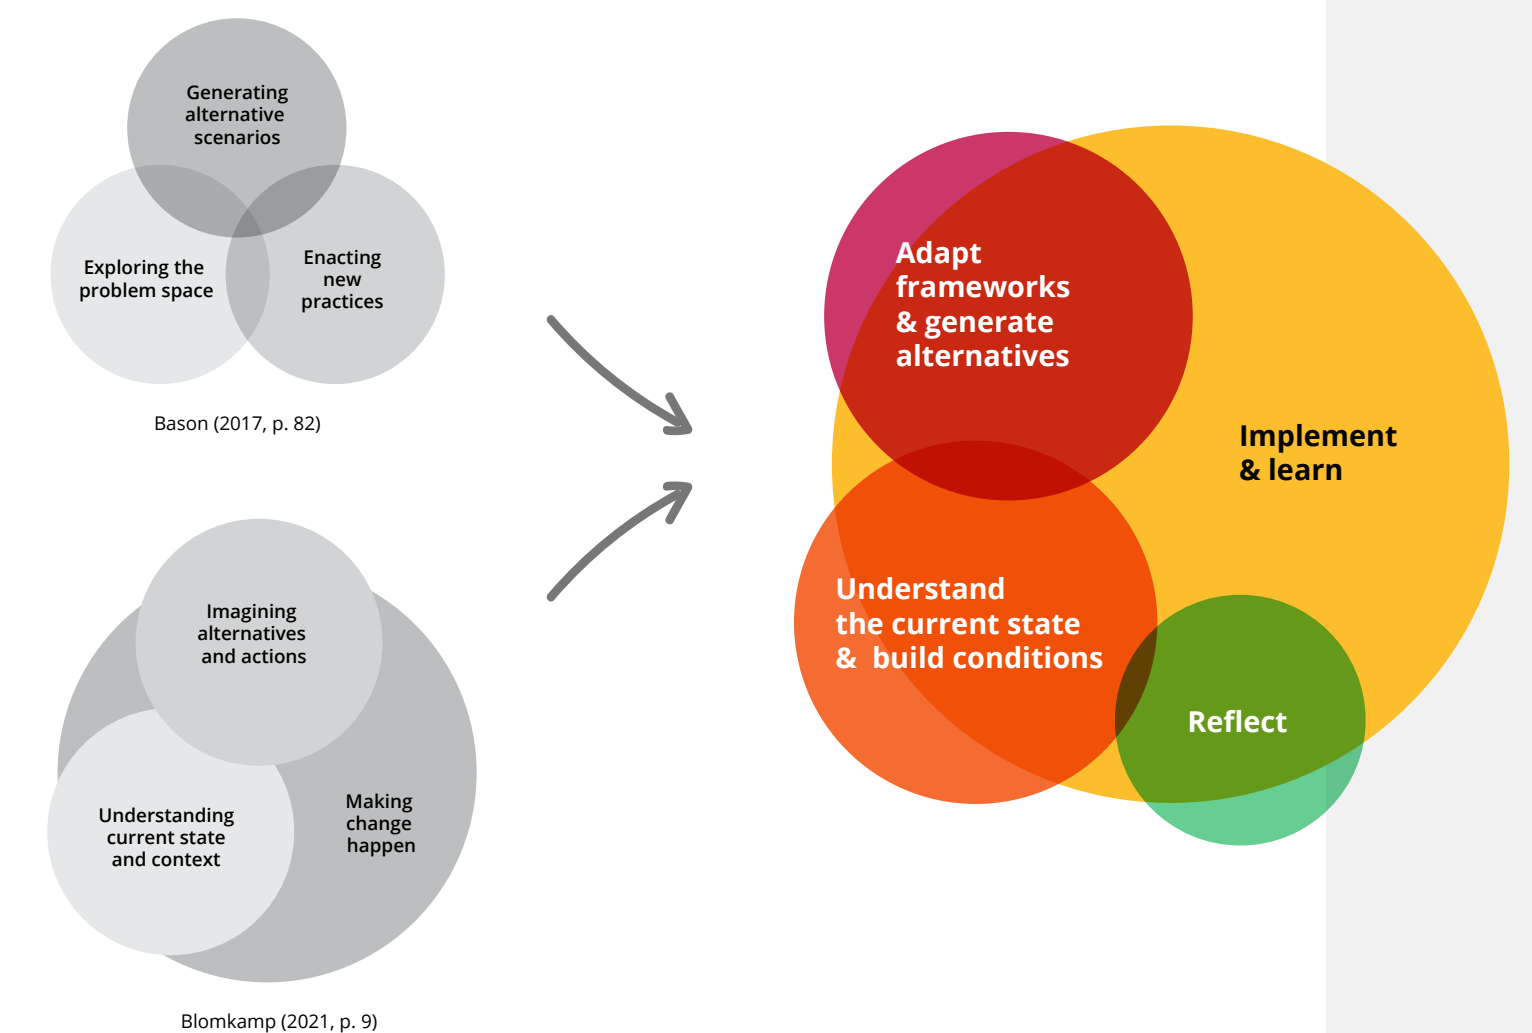 Generating
alternative
scenarios
Exploring the
problem space
Enacting
new
practices
Bason (2017, p. 82)
Imagining
alternatives
and actions
Understanding
current state
and context
Making
change
happen
Blomkamp (2021, p. 9)
Adapt
frameworks
& generate
alternatives
Implement
& learn
Understand
the current state
&  build conditions
Reflect